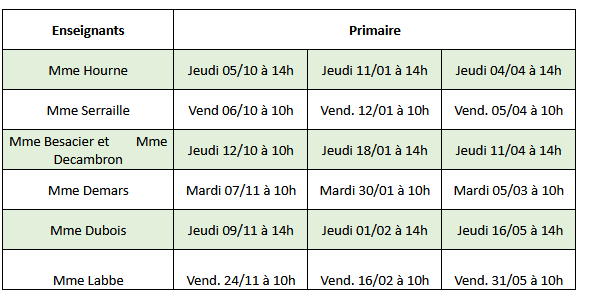 Enseignants Primaire
Mme Hourne Jeudi 05/10 à 14h Jeudi 11/01 à 14h Jeudi 04/04 à 14h
Mme Serraille Vend 06/10 à 10h Vend. 12/01 à 10h Vend. 05/04 à 10h
Mme Besacier et Mme
Decambron Jeudi 12/10 à 10h Jeudi 18/01 à 14h Jeudi 11/04 à 14h
Mme Demars Mardi 07/11 à 10h Mardi 30/01 à 10h Mardi 05/03 à 10h
Mme Dubois Jeudi 09/11 à 14h Jeudi 01/02 à 14h Jeudi 16/05 à 14h
Mme Labbe Vend. 24/11 à 10h Vend. 16/02 à 10h Vend. 31/05 à 10h